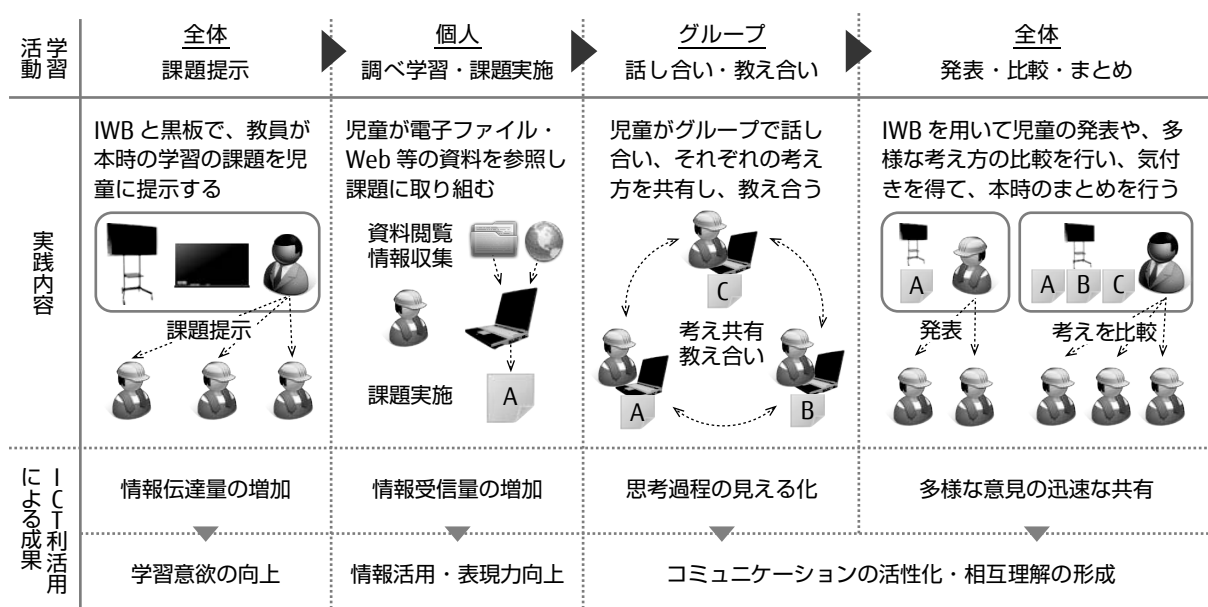 学習
活動
全体
課題提示
個人
調べ学習・課題実施
グループ
話し合い・教え合い
全体
発表・比較・まとめ
実践内容
IWB と黒板で、教員が
本時の学習の課題を児
童に提示する
課題提示
児童が電子ファイル・
Web 等の資料を参照し
課題に取り組む
資料閲覧
情報収集
課題実施
A
児童がグループで話し
合い、それぞれの考え
方を共有し、教え合う
C
考え共有
教え合い
A
B
IWB を用いて児童の発表や、多
様な考え方の比較を行い、気付
きを得て、本時のまとめを行う
A
A B C
発表
考えを比較
ICT利活用
による成果
情報伝達量の増加
情報受信量の増加
思考過程の見える化
多様な意見の迅速な共有
学習意欲の向上
情報活用・表現力向上
コミュニケーションの活性化・相互理解の形成